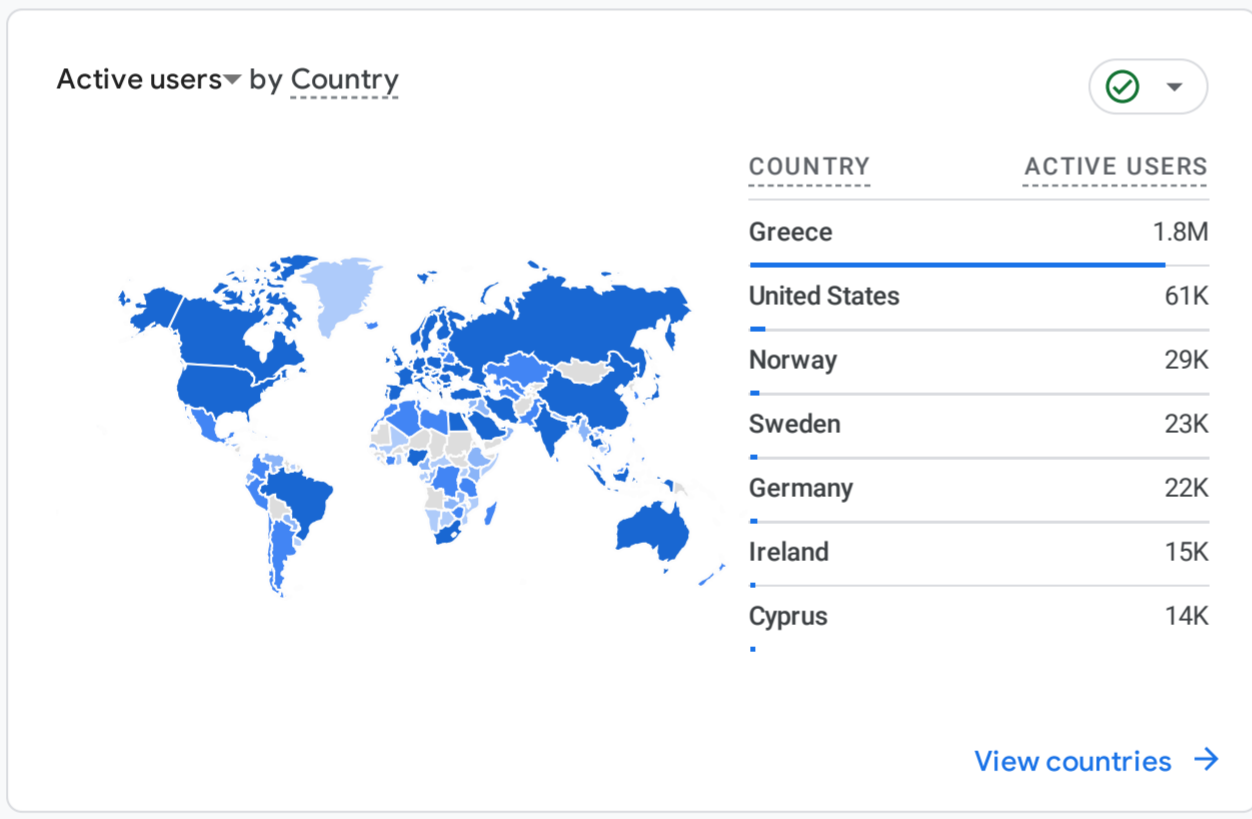 Active users by Country
COUNTRY ACTIVE USERS
Greece 1.8M
United States 61K
Norway 29K
Sweden 23K
Germany 22K
Ireland 15K
Cyprus 14K
View countries